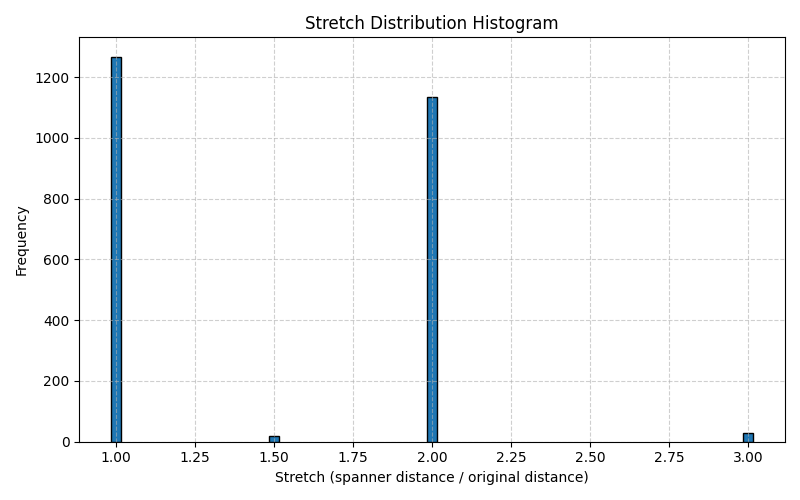 Stretch Distribution Histogram
Frequency
1200
1000
800
600
400
200
0
1.00 1.25 1.50 1.75 2.00 2.25 2.50 2.75 3.00
Stretch (spanner distance / original distance)